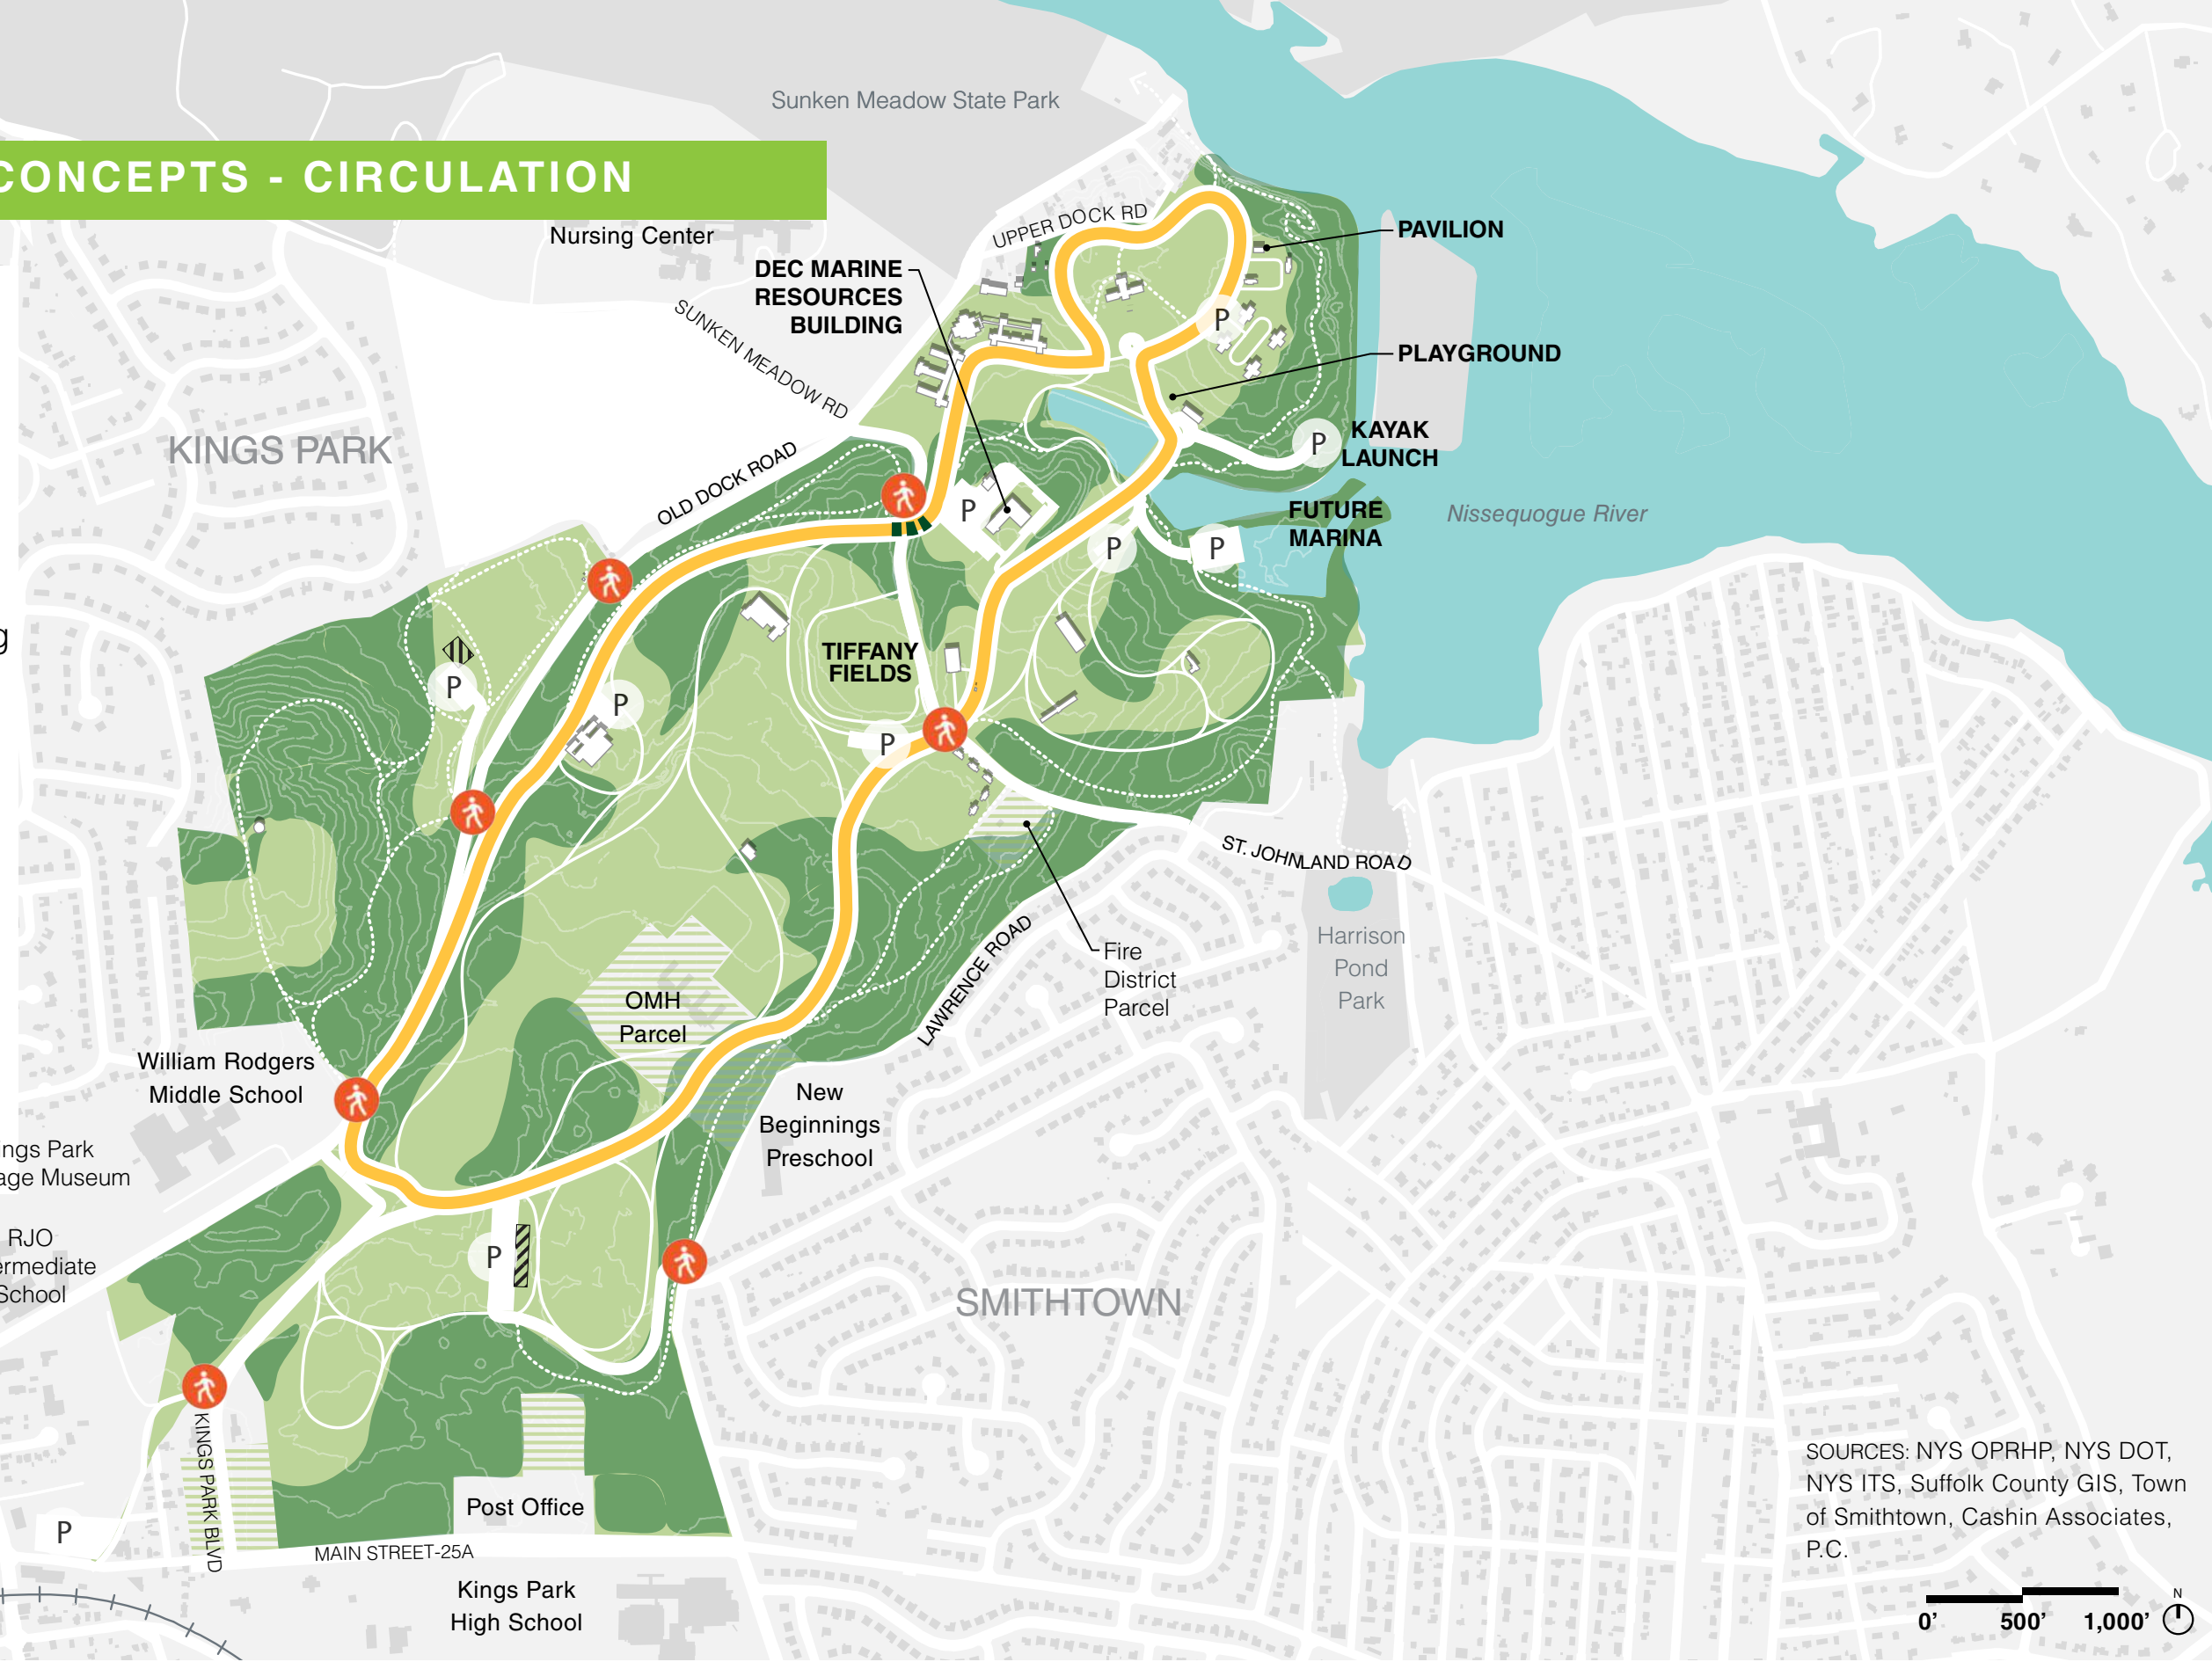 CONCEPTS - CIRCULATION
Sunken Meadow State Park
Nursing Center
UPPER DOCK RD
PAVILION
DEC MARINE
RESOURCES
BUILDING
SUNKEN MEADOW RD
P
PLAYGROUND
KINGS PARK
OLD DOCK ROAD
P
KAYAK
LAUNCH
P
FUTURE
MARINA
Nissequogue River
P
P
g
TIFFANY
FIELDS
P
P
P
ST. JOHNLAND ROAD
Harrison
Pond
Park
LAWRENCE ROAD
Fire
District
Parcel
OMH
Parcel
William Rodgers
Middle School
New
Beginnings
Preschool
ings Park
age Museum
RJO
ermediate
School
P
SMITHTOWN
KINGS PARK BLVD
Post Office
P
MAIN STREET-25A
Kings Park
High School
SOURCES: NYS OPRHP, NYS DOT,
NYS ITS, Suffolk County GIS, Town
of Smithtown, Cashin Associates,
P.C.
N
0' 500' 1,000'